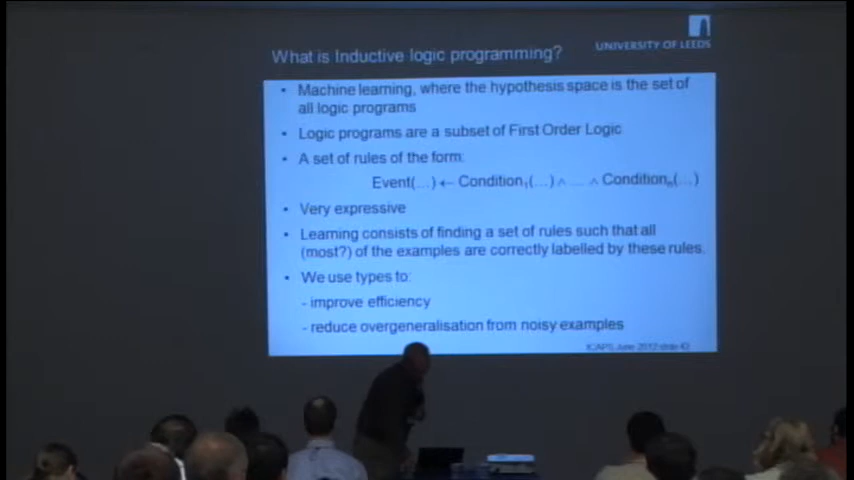 What is Inductive logic programming?
UNIVERSITY OF LEEDS
• Machine learning, where the hypothesis space is the set of
all logic programs
• Logic programs are a subset of First Order Logic
• A set of rules of the form:
Event(…) ← Condition₁(…) ∧ … ∧ Conditionₙ(…)
• Very expressive
• Learning consists of finding a set of rules such that all
(most?) of the examples are correctly labelled by these rules.
• We use types to:
- improve efficiency
- reduce overgeneralisation from noisy examples
ICAPS June 2012-slide-43